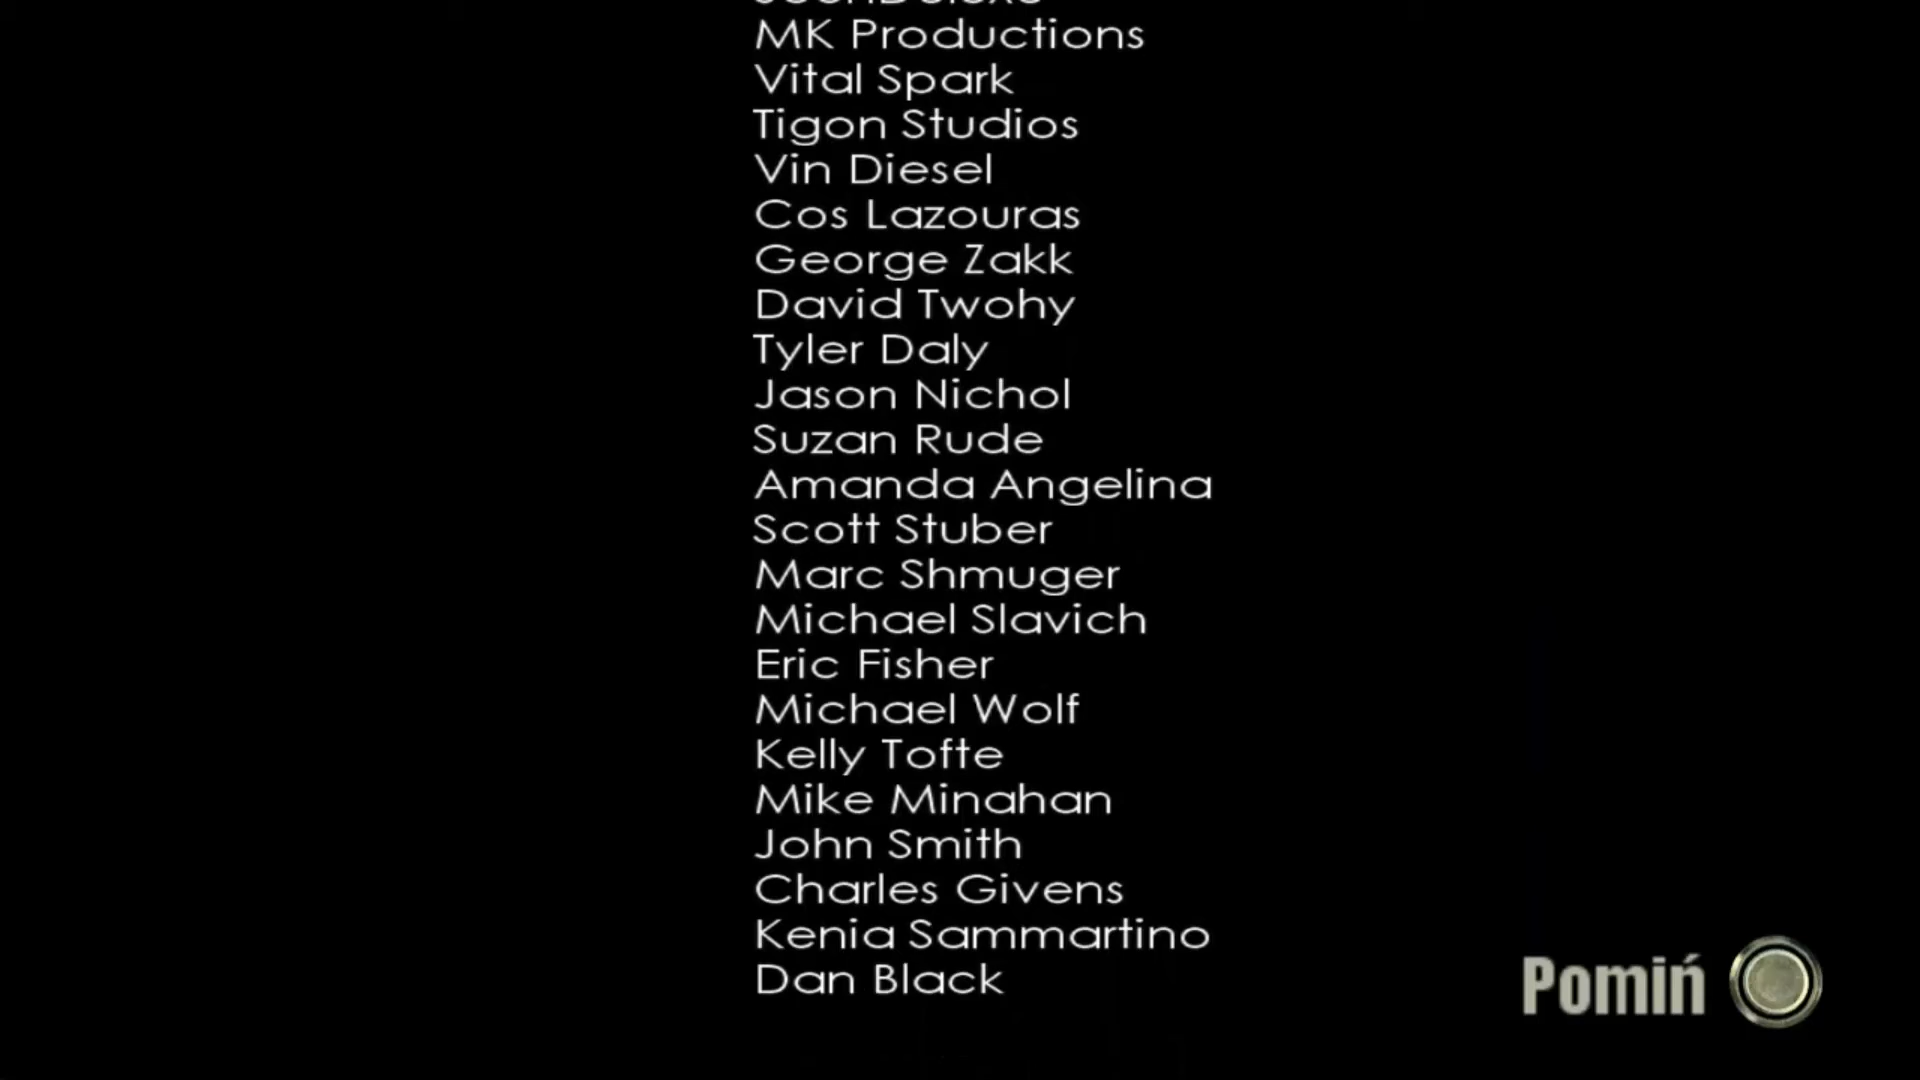 MK Productions
Vital Spark
Tigon Studios
Vin Diesel
Cos Lazouras
George Zakk
David Twohy
Tyler Daly
Jason Nichol
Suzan Rude
Amanda Angelina
Scott Stuber
Marc Shmuger
Michael Slavich
Eric Fisher
Michael Wolf
Kelly Tofte
Mike Minahan
John Smith
Charles Givens
Kenia Sammartino
Dan Black
Pomiń